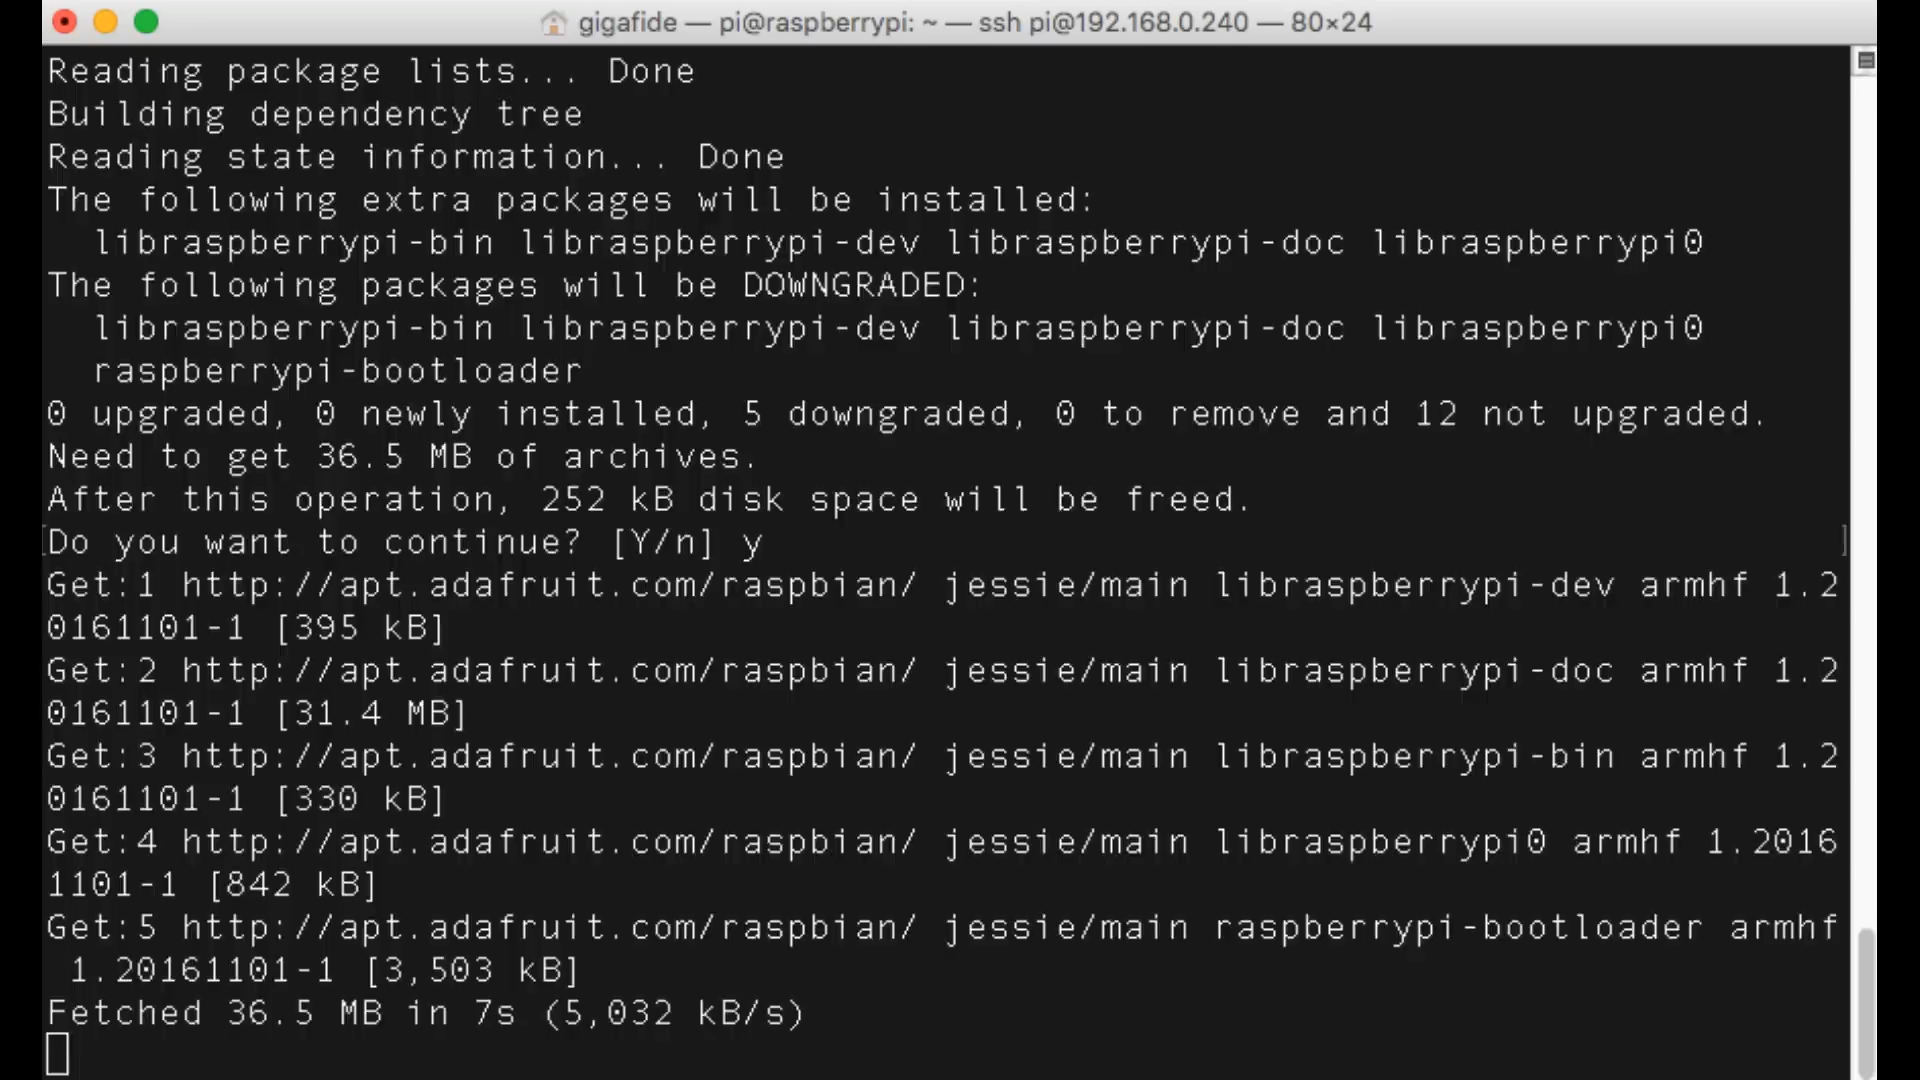 gigafide — pi@raspberrypi: ~ — ssh pi@192.168.0.240 — 80×24
Reading package lists... Done
Building dependency tree
Reading state information... Done
The following extra packages will be installed:
  libraspberrypi-bin libraspberrypi-dev libraspberrypi-doc libraspberrypi0
The following packages will be DOWNGRADED:
  libraspberrypi-bin libraspberrypi-dev libraspberrypi-doc libraspberrypi0
  raspberrypi-bootloader
0 upgraded, 0 newly installed, 5 downgraded, 0 to remove and 12 not upgraded.
Need to get 36.5 MB of archives.
After this operation, 252 kB disk space will be freed.
[Do you want to continue? [Y/n] y ]
Get:1 http://apt.adafruit.com/raspbian/ jessie/main libraspberrypi-dev armhf 1.2
0161101-1 [395 kB]
Get:2 http://apt.adafruit.com/raspbian/ jessie/main libraspberrypi-doc armhf 1.2
0161101-1 [31.4 MB]
Get:3 http://apt.adafruit.com/raspbian/ jessie/main libraspberrypi-bin armhf 1.2
0161101-1 [330 kB]
Get:4 http://apt.adafruit.com/raspbian/ jessie/main libraspberrypi0 armhf 1.2016
1101-1 [842 kB]
Get:5 http://apt.adafruit.com/raspbian/ jessie/main raspberrypi-bootloader armhf
 1.20161101-1 [3,503 kB]
Fetched 36.5 MB in 7s (5,032 kB/s)